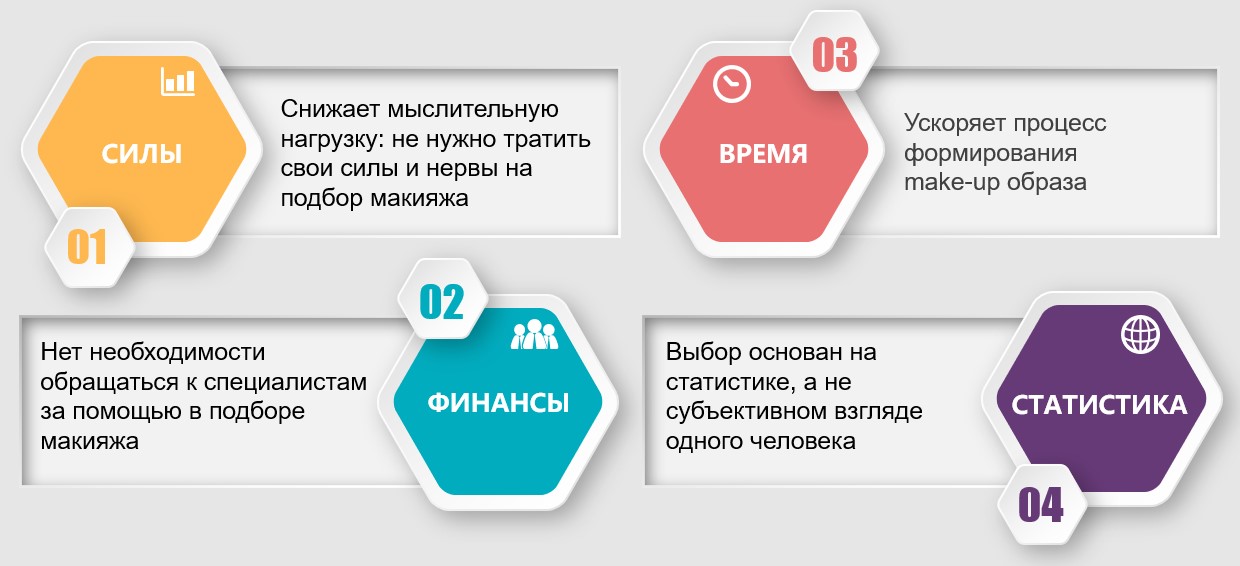 СИЛЫ
01
Снижает мыслительную
нагрузку: не нужно тратить
свои силы и нервы на
подбор макияжа
02
ФИНАНСЫ
Нет необходимости
обращаться к специалистам
за помощью в подборе
макияжа
03
ВРЕМЯ
Ускоряет процесс
формирования
make-up образа
СТАТИСТИКА
04
Выбор основан на
статистике, а не
субъективном взгляде
одного человека